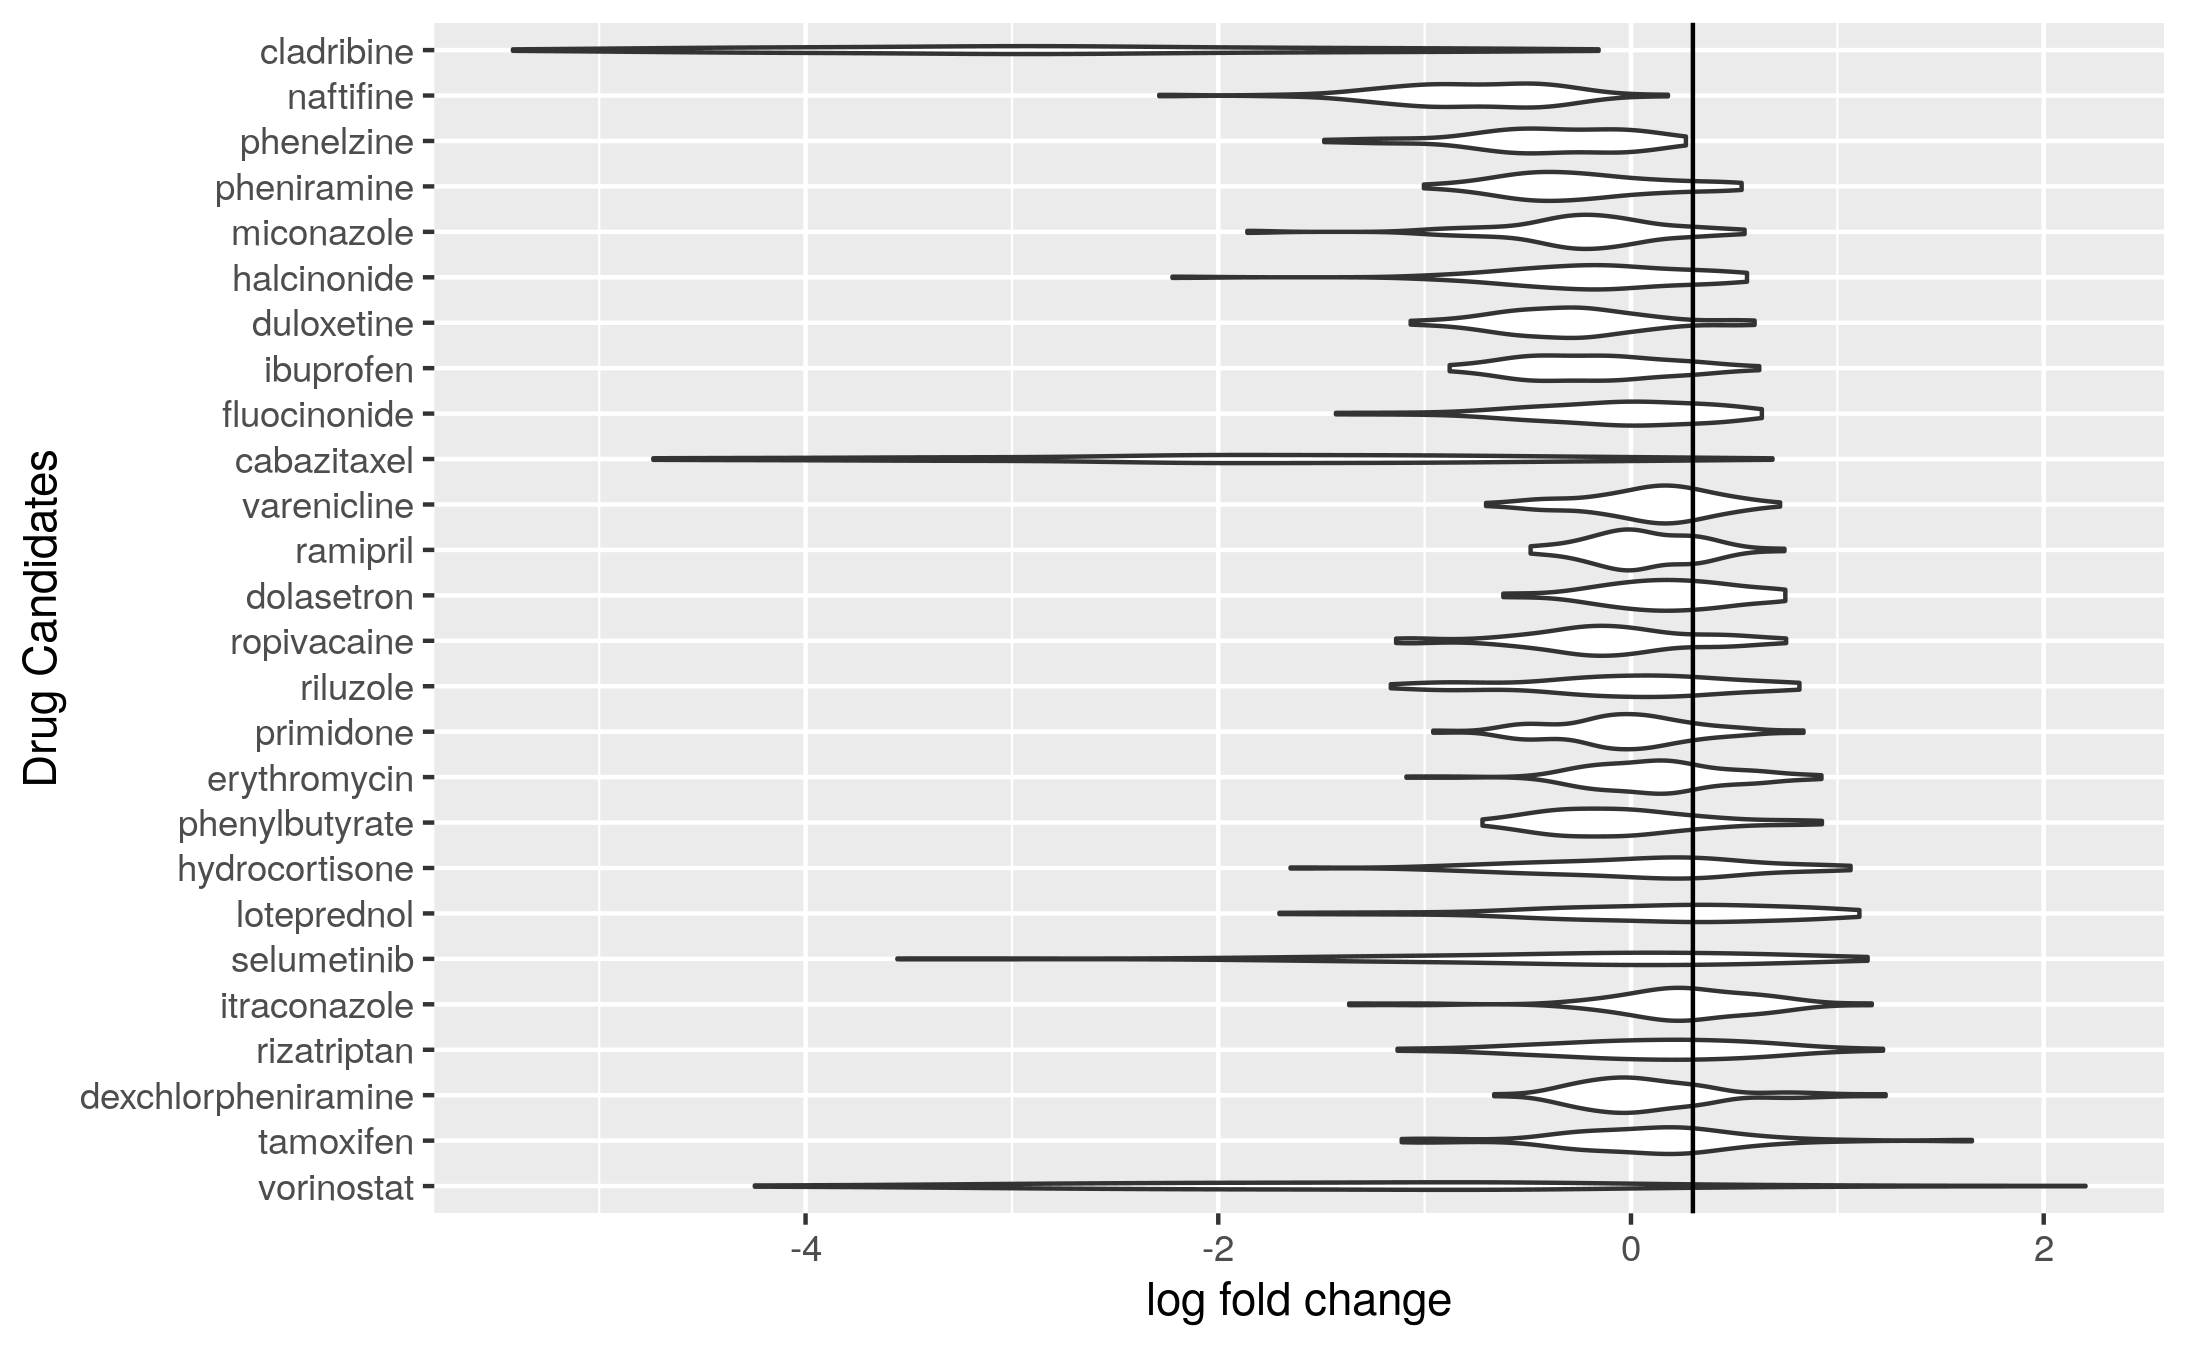 Drug Candidates
cladribine
naftifine
phenelzine
pheniramine
miconazole
halcinonide
duloxetine
ibuprofen
fluocinonide
cabazitaxel
varenicline
ramipril
dolasetron
ropivacaine
riluzole
primidone
erythromycin
phenylbutyrate
hydrocortisone
loteprednol
selumetinib
itraconazole
rizatriptan
dexchlorpheniramine
tamoxifen
vorinostat
-4 -2 0 2
log fold change